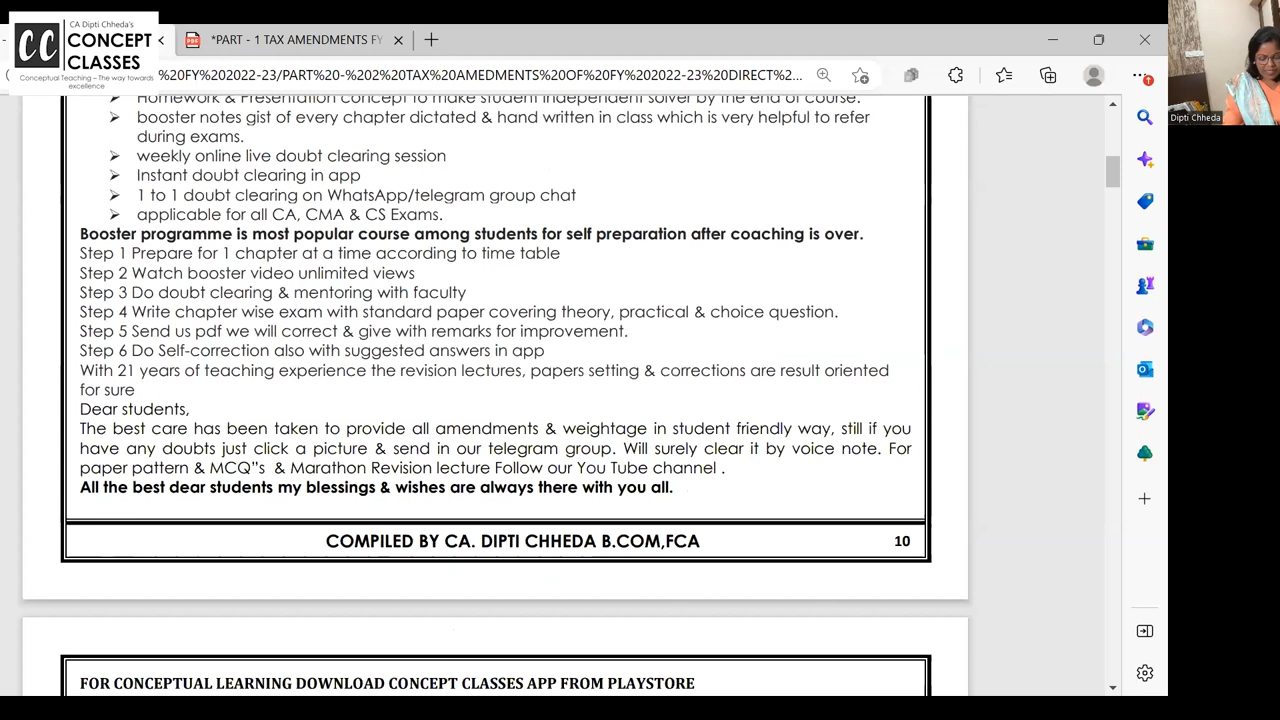 CA Dipti Chheda's
CC CONCEPT
CLASSES
Conceptual Teaching – The way towards
excellence
*PART - 1 TAX AMENDMENTS FY
%20FY%202022-23/PART%20-%202%20TAX%20AMEDMENTS%20OF%20FY%202022-23%20DIRECT%2...
Homework & Presentation concept to make student independent solver by the end of course.
booster notes gist of every chapter dictated & hand written in class which is very helpful to refer
during exams.
weekly online live doubt clearing session
Instant doubt clearing in app
1 to 1 doubt clearing on WhatsApp/telegram group chat
applicable for all CA, CMA & CS Exams.
Booster programme is most popular course among students for self preparation after coaching is over.
Step 1 Prepare for 1 chapter at a time according to time table
Step 2 Watch booster video unlimited views
Step 3 Do doubt clearing & mentoring with faculty
Step 4 Write chapter wise exam with standard paper covering theory, practical & choice question.
Step 5 Send us pdf we will correct & give with remarks for improvement.
Step 6 Do Self-correction also with suggested answers in app
With 21 years of teaching experience the revision lectures, papers setting & corrections are result oriented
for sure
Dear students,
The best care has been taken to provide all amendments & weightage in student friendly way, still if you
have any doubts just click a picture & send in our telegram group. Will surely clear it by voice note. For
paper pattern & MCQ"s & Marathon Revision lecture Follow our You Tube channel .
All the best dear students my blessings & wishes are always there with you all.
COMPILED BY CA. DIPTI CHHEDA B.COM,FCA 10
FOR CONCEPTUAL LEARNING DOWNLOAD CONCEPT CLASSES APP FROM PLAYSTORE
Dipti Chheda